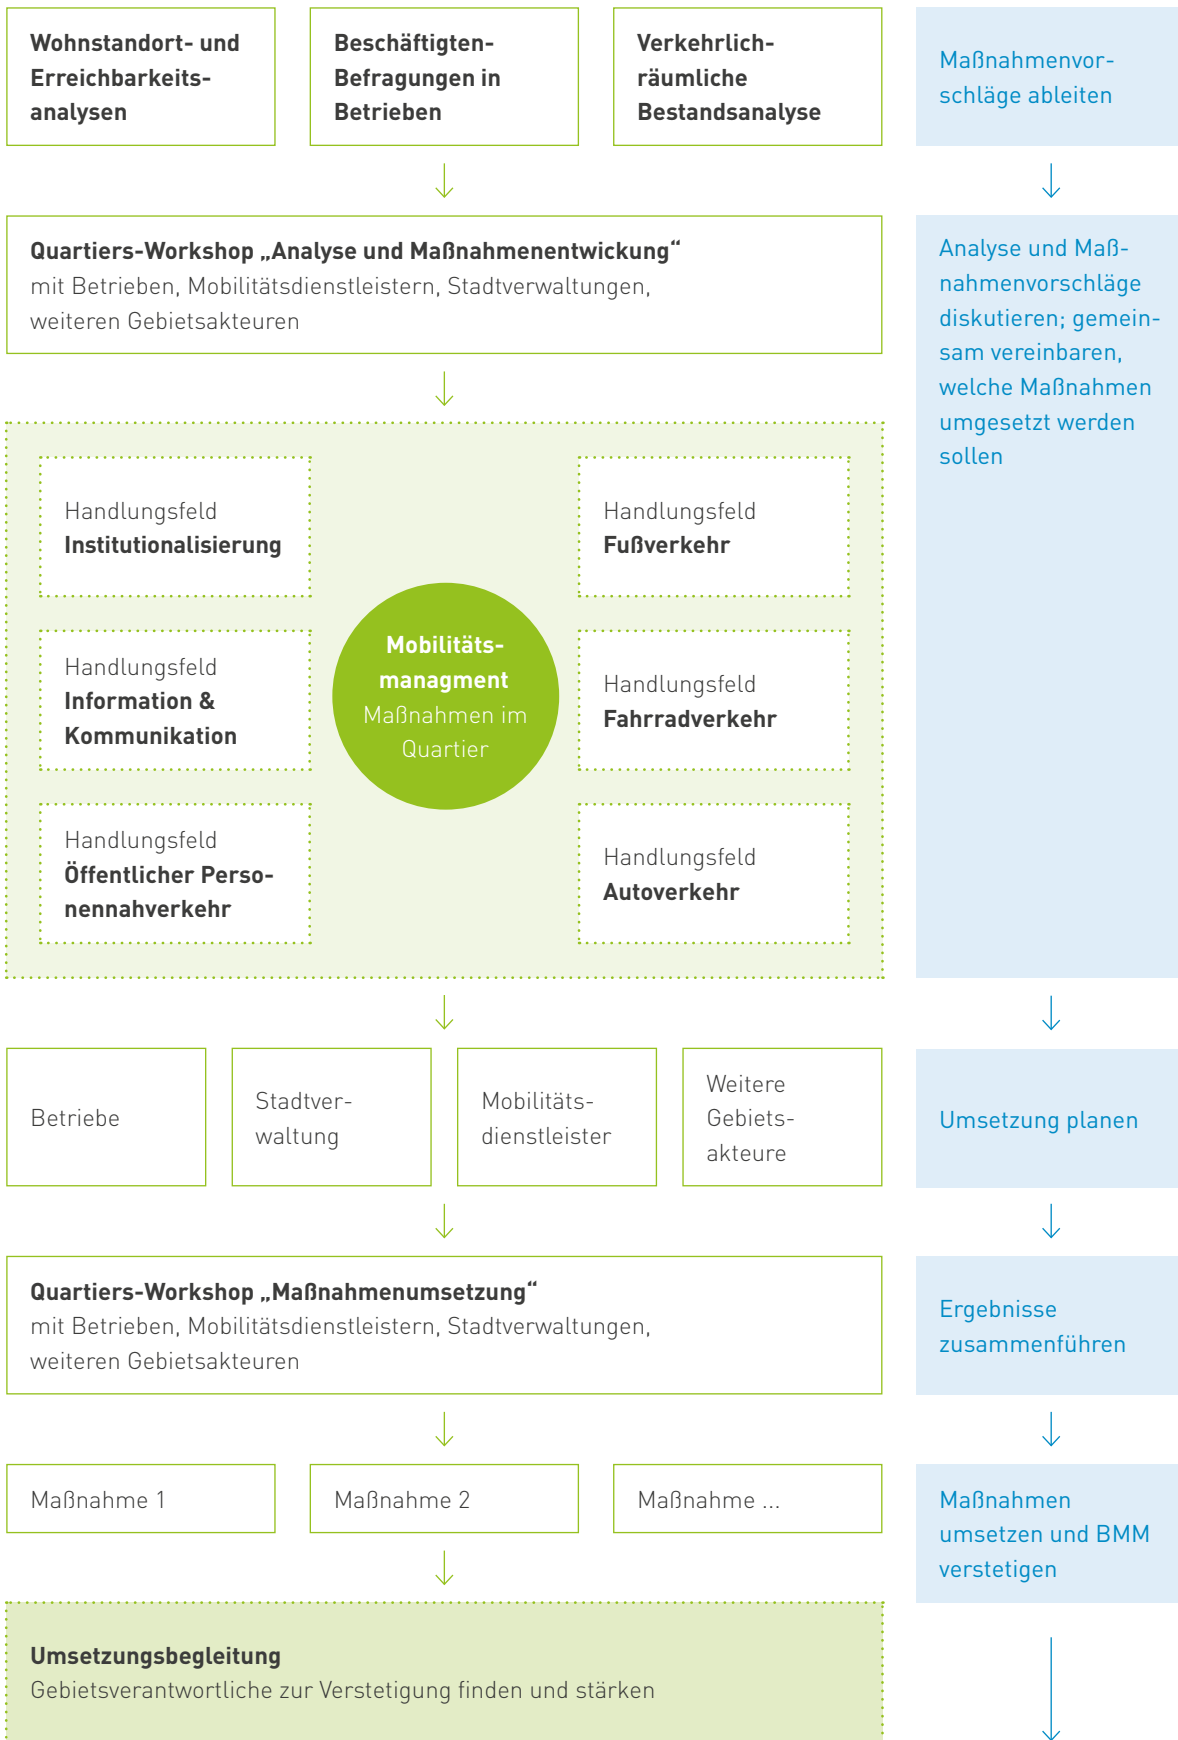 Wohnstandort- und
Erreichbarkeits-
analysen
Beschäftigten-
Befragungen in
Betrieben
Verkehrlich-
räumliche
Bestandsanalyse
Maßnahmenvor-
schläge ableiten
Quartiers-Workshop „Analyse und Maßnahmenentwickung“
mit Betrieben, Mobilitätsdienstleistern, Stadtverwaltungen,
weiteren Gebietsakteuren
Analyse und Maß-
nahmenvorschläge
diskutieren; gemein-
sam vereinbaren,
welche Maßnahmen
umgesetzt werden
sollen
Handlungsfeld
Institutionalisierung
Handlungsfeld
Fußverkehr
Handlungsfeld
Information &
Kommunikation
Mobilitäts-
managment
Maßnahmen im
Quartier
Handlungsfeld
Fahrradverkehr
Handlungsfeld
Öffentlicher Perso-
nennahverkehr
Handlungsfeld
Autoverkehr
Betriebe
Stadtver-
waltung
Mobilitäts-
dienstleister
Weitere
Gebiets-
akteure
Umsetzung planen
Quartiers-Workshop „Maßnahmenumsetzung“
mit Betrieben, Mobilitätsdienstleistern, Stadtverwaltungen,
weiteren Gebietsakteuren
Ergebnisse
zusammenführen
Maßnahme 1
Maßnahme 2
Maßnahme ...
Maßnahmen
umsetzen und BMM
verstetigen
Umsetzungsbegleitung
Gebietsverantwortliche zur Verstetigung finden und stärken